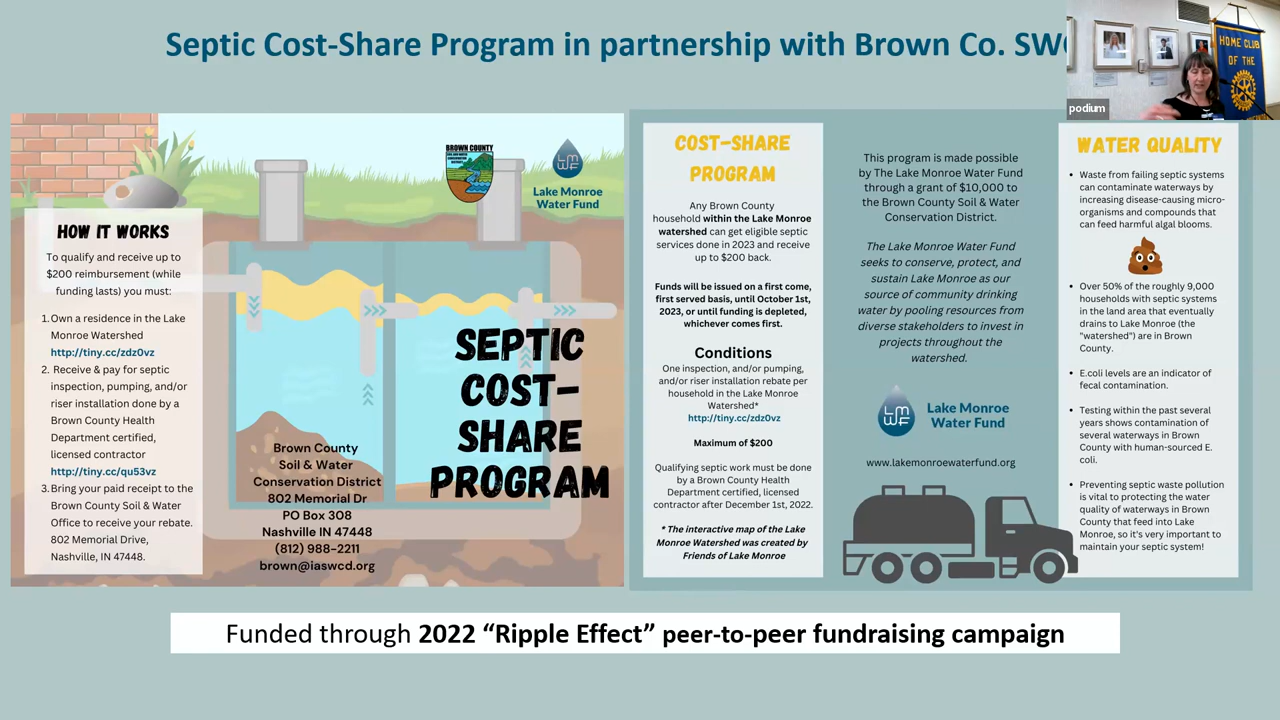 Septic Cost-Share Program in partnership with Brown Co.
podium
HOME CLUB
OF THE
HOW IT WORKS
To qualify and receive up to
$200 reimbursement (while
funding lasts) you must:
1. Own a residence in the Lake
Monroe Watershed
http://tiny.cc/zdz0vz
2. Receive & pay for septic
inspection, pumping, and/or
riser installation done by a
Brown County Health
Department certified,
licensed contractor
http://tiny.cc/qu53vz
3. Bring your paid receipt to the
Brown County Soil & Water
Office to receive your rebate.
802 Memorial Drive,
Nashville, IN 47448.
BROWN COUNTY
LMWF
Lake Monroe
Water Fund
SEPTIC
COST-
SHARE
PROGRAM
Brown County
Soil & Water
Conservation District
802 Memorial Dr
PO Box 308
Nashville IN 47448
(812) 988-2211
brown@iaswcd.org
COST-SHARE
PROGRAM
Any Brown County
household within the Lake Monroe
watershed can get eligible septic
services done in 2023 and receive
up to $200 back.
Funds will be issued on a first come,
first served basis, until October 1st,
2023, or until funding is depleted,
whichever comes first.
Conditions
One inspection, and/or pumping,
and/or riser installation rebate per
household in the Lake Monroe
Watershed*
http://tiny.cc/zdz0vz
Maximum of $200
Qualifying septic work must be done
by a Brown County Health
Department certified, licensed
contractor after December 1st, 2022.
* The interactive map of the Lake
Monroe Watershed was created by
Friends of Lake Monroe
This program is made possible
by The Lake Monroe Water Fund
through a grant of $10,000 to
the Brown County Soil & Water
Conservation District.
The Lake Monroe Water Fund
seeks to conserve, protect, and
sustain Lake Monroe as our
source of community drinking
water by pooling resources from
diverse stakeholders to invest in
projects throughout the
watershed.
LMWF
Lake Monroe
Water Fund
www.lakemonroewaterfund.org
WATER QUALITY
• Waste from failing septic systems
can contaminate waterways by
increasing disease-causing micro-
organisms and compounds that
can feed harmful algal blooms.
• Over 50% of the roughly 9,000
households with septic systems
in the land area that eventually
drains to Lake Monroe (the
"watershed") are in Brown
County.
• E.coli levels are an indicator of
fecal contamination.
• Testing within the past several
years shows contamination of
several waterways in Brown
County with human-sourced E.
coli.
• Preventing septic waste pollution
is vital to protecting the water
quality of waterways in Brown
County that feed into Lake
Monroe, so it's very important to
maintain your septic system!
Funded through 2022 “Ripple Effect” peer-to-peer fundraising campaign